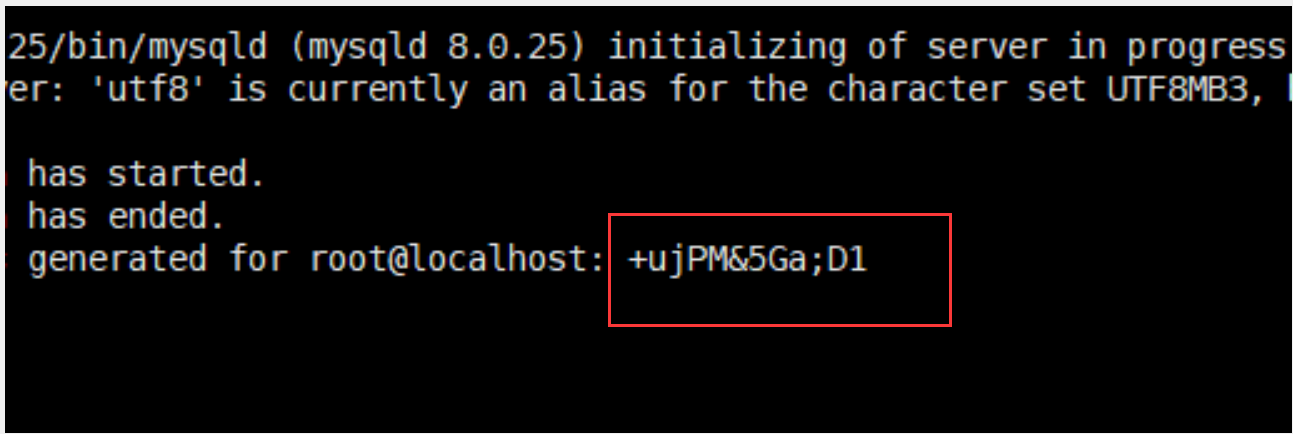 25/bin/mysqld (mysqld 8.0.25) initializing of server in progress
er: 'utf8' is currently an alias for the character set UTF8MB3,
has started.
has ended.
generated for root@localhost: +ujPM&5Ga;D1